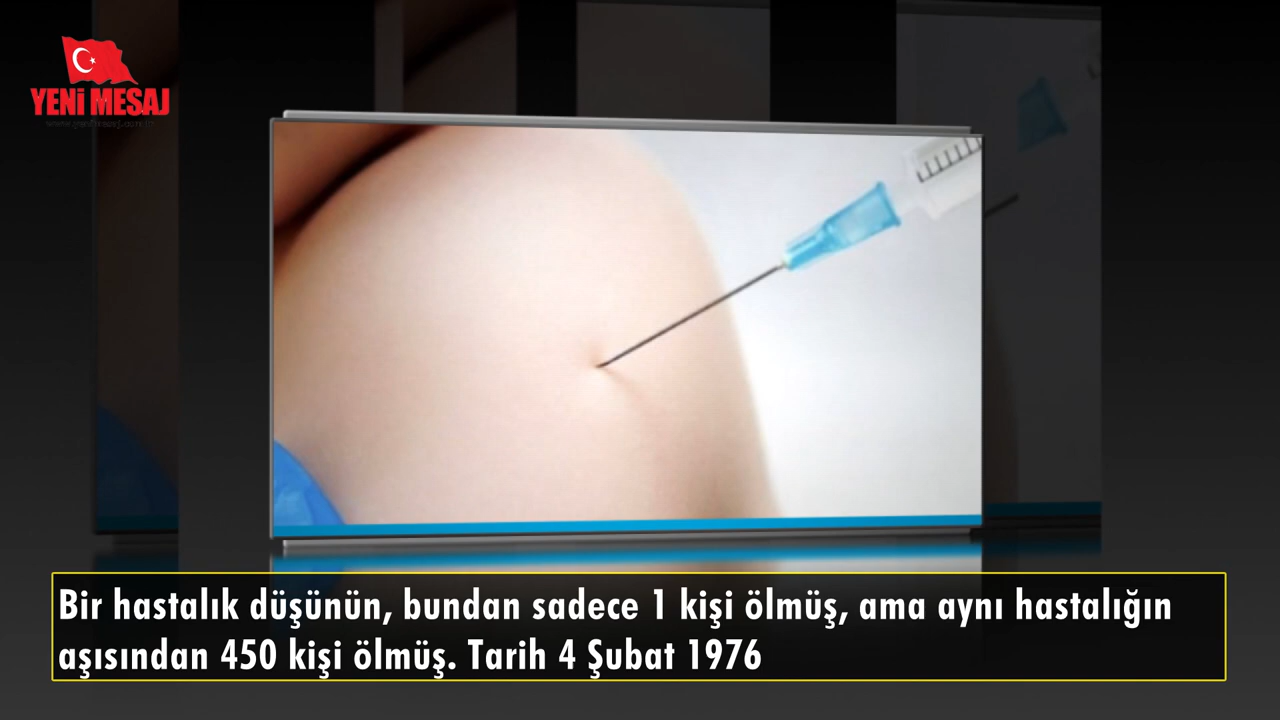 YENİ MESAJ
Bir hastalık düşünün, bundan sadece 1 kişi ölmüş, ama aynı hastalığın
aşısından 450 kişi ölmüş. Tarih 4 Şubat 1976